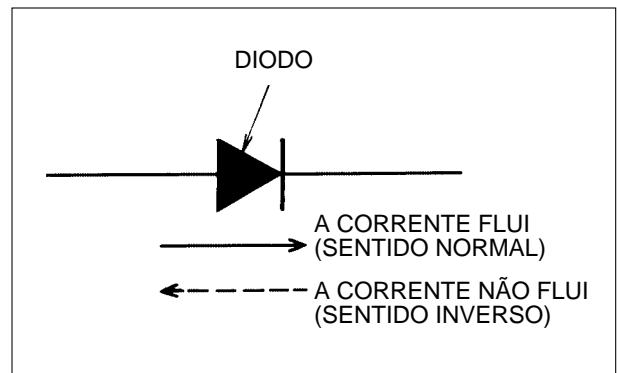 DIODO
A CORRENTE FLUI
(SENTIDO NORMAL)
A CORRENTE NÃO FLUI
(SENTIDO INVERSO)